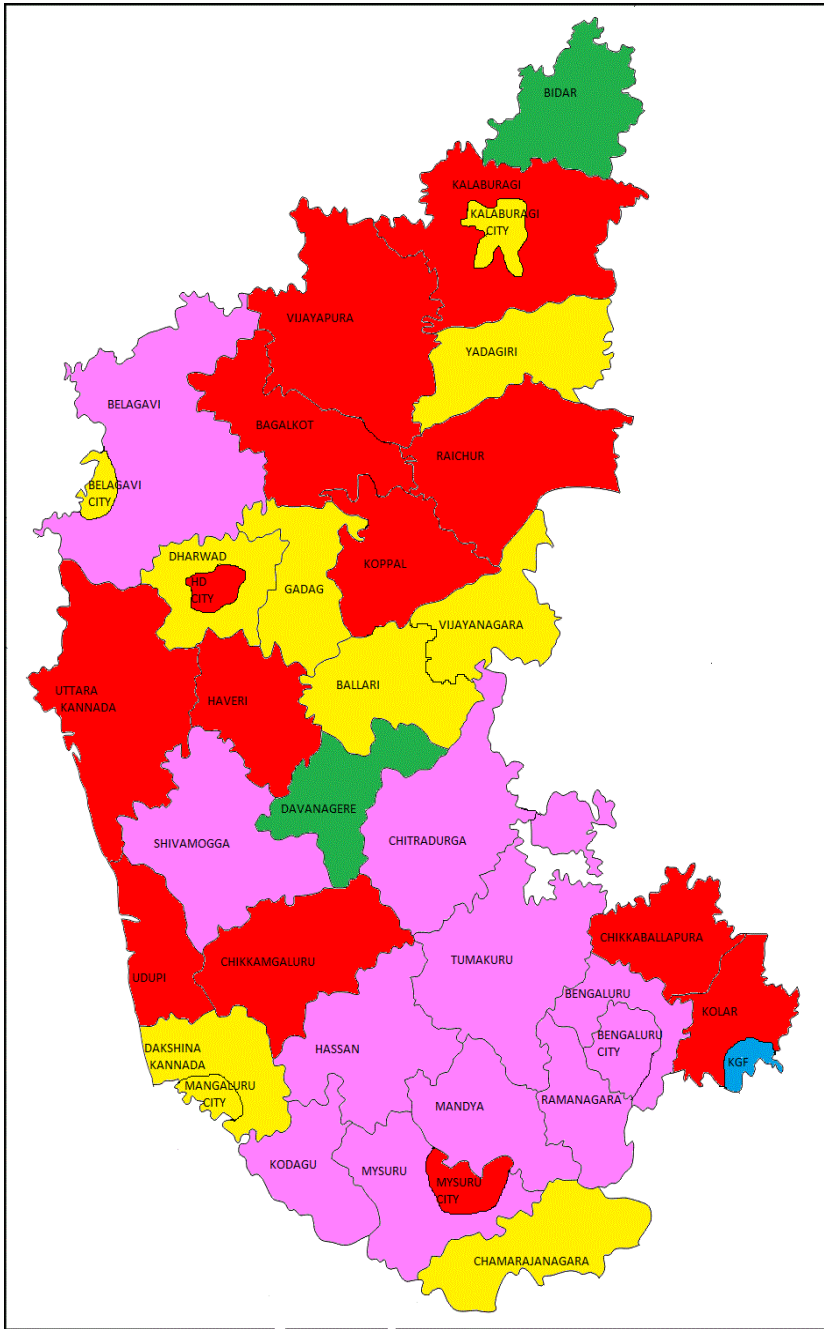 BIDAR
KALABURAGI
KALABURAGI
CITY
VIJAYAPURA
YADAGIRI
BELAGAVI
BAGALKOT
RAICHUR
BELAGAVI
CITY
DHARWAD
KOPPAL
HD
CITY
GADAG
VIJAYANAGARA
BALLARI
UTTARA
KANNADA
HAVERI
DAVANAGERE
SHIVAMOGGA
CHITRADURGA
CHIKKABALLAPURA
TUMAKURU
CHIKKAMGALURU
UDUPI
BENGALURU
KOLAR
BENGALURU
CITY
DAKSHINA
KANNADA
HASSAN
KGF
MANGALURU
CITY
RAMANAGARA
MANDYA
KODAGU
MYSURU
MYSURU
CITY
CHAMARAJANAGARA